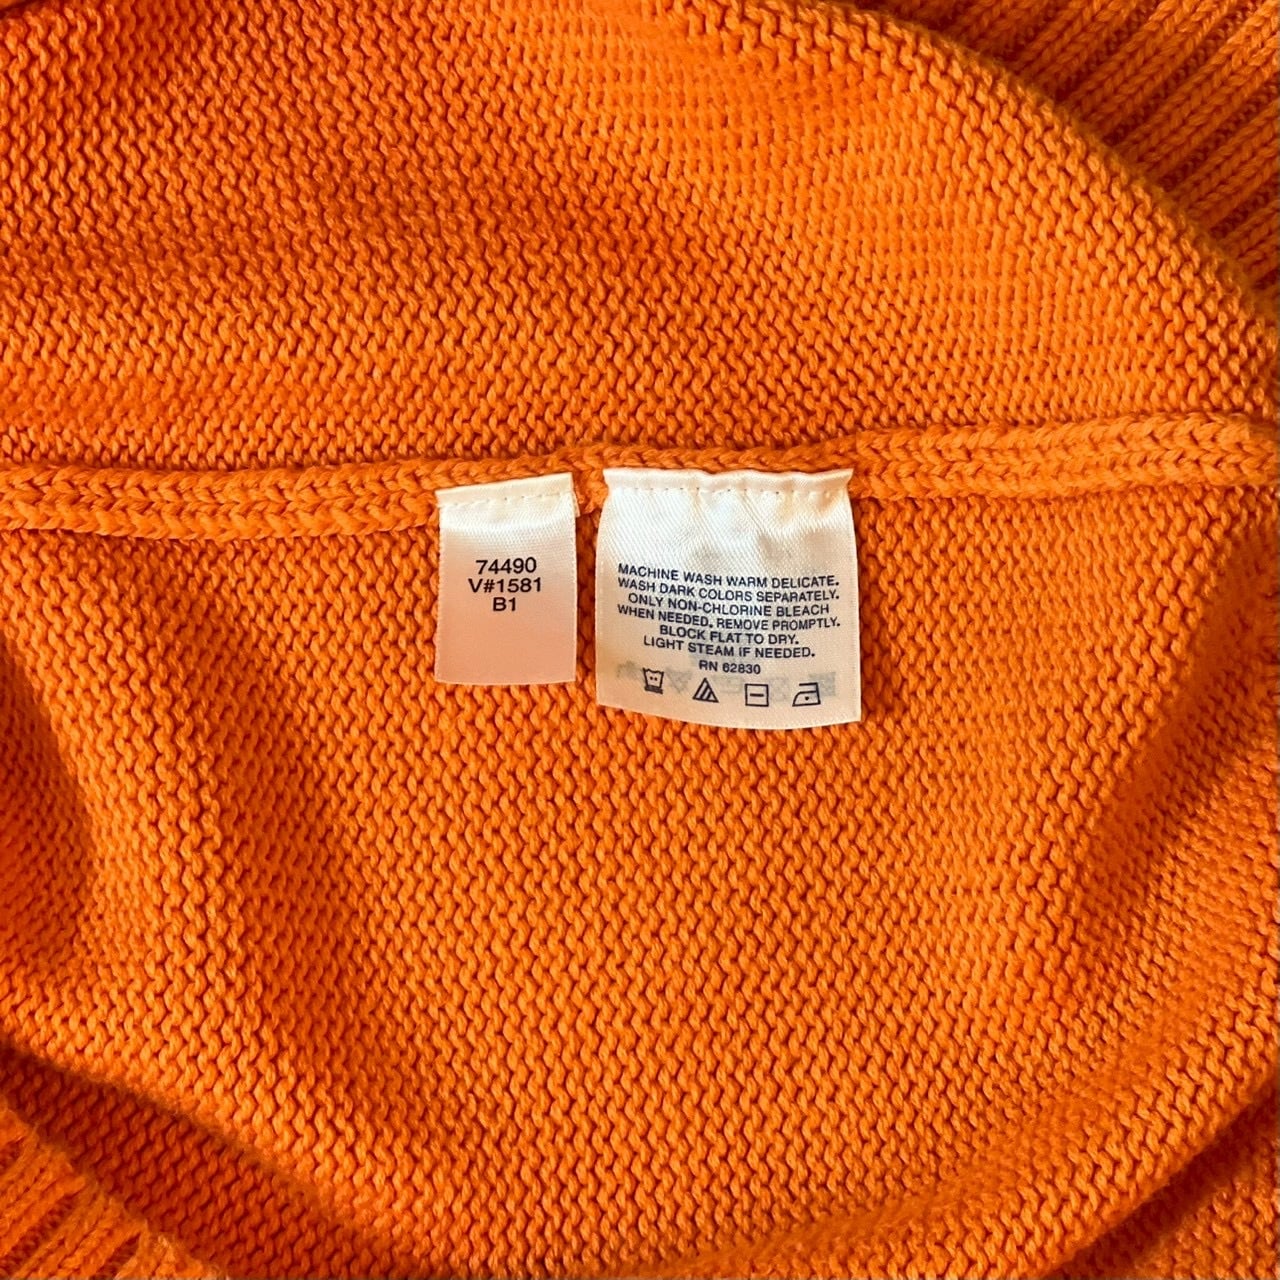 74490
V#1581
B1
MACHINE WASH WARM DELICATE.
WASH DARK COLORS SEPARATELY.
ONLY NON-CHLORINE BLEACH
WHEN NEEDED. REMOVE PROMPTLY.
BLOCK FLAT TO DRY.
LIGHT STEAM IF NEEDED.
RN 62830